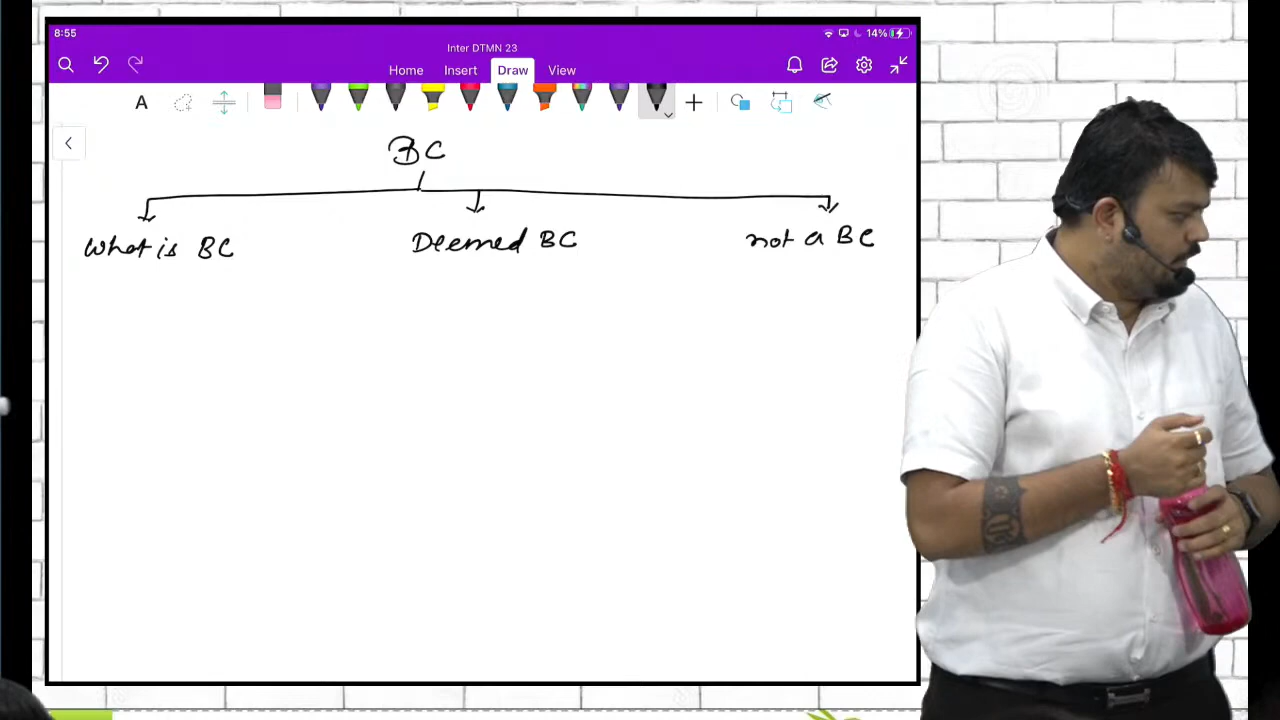 8:55
14%
Inter DTMN 23
Home Insert Draw View
A
BC
What is BC Deemed BC not a BC